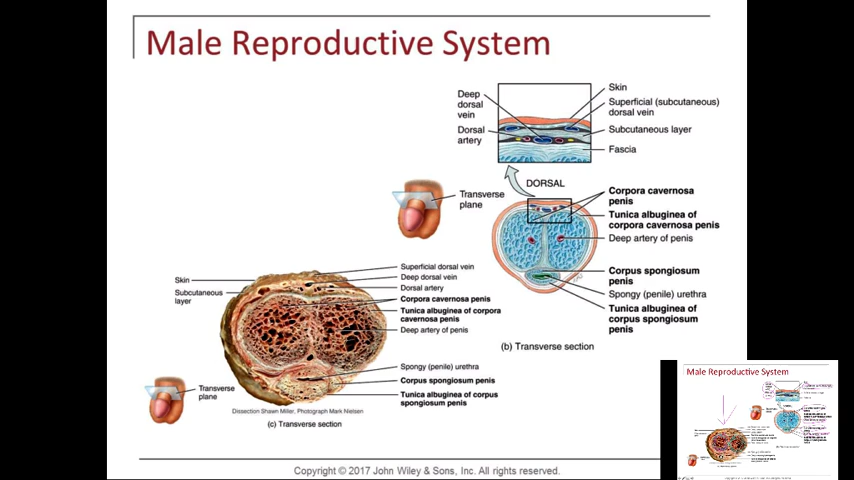 Male Reproductive System
Deep
dorsal
vein
Dorsal
artery
Skin
Superficial (subcutaneous)
dorsal vein
Subcutaneous layer
Fascia
DORSAL
Transverse
plane
Corpora cavernosa
penis
Tunica albuginea of
corpora cavernosa penis
Deep artery of penis
Corpus spongiosum
penis
Spongy (penile) urethra
Tunica albuginea of
corpus spongiosum
penis
(b) Transverse section
Skin
Subcutaneous
layer
Superficial dorsal vein
Deep dorsal vein
Dorsal artery
Corpora cavernosa penis
Tunica albuginea of corpora
cavernosa penis
Deep artery of penis
Spongy (penile) urethra
Corpus spongiosum penis
Tunica albuginea of corpus
spongiosum penis
Transverse
plane
Dissection Shawn Miller, Photograph Mark Nielsen
(c) Transverse section
Copyright © 2017 John Wiley & Sons, Inc. All rights reserved.
Male Reproductive System